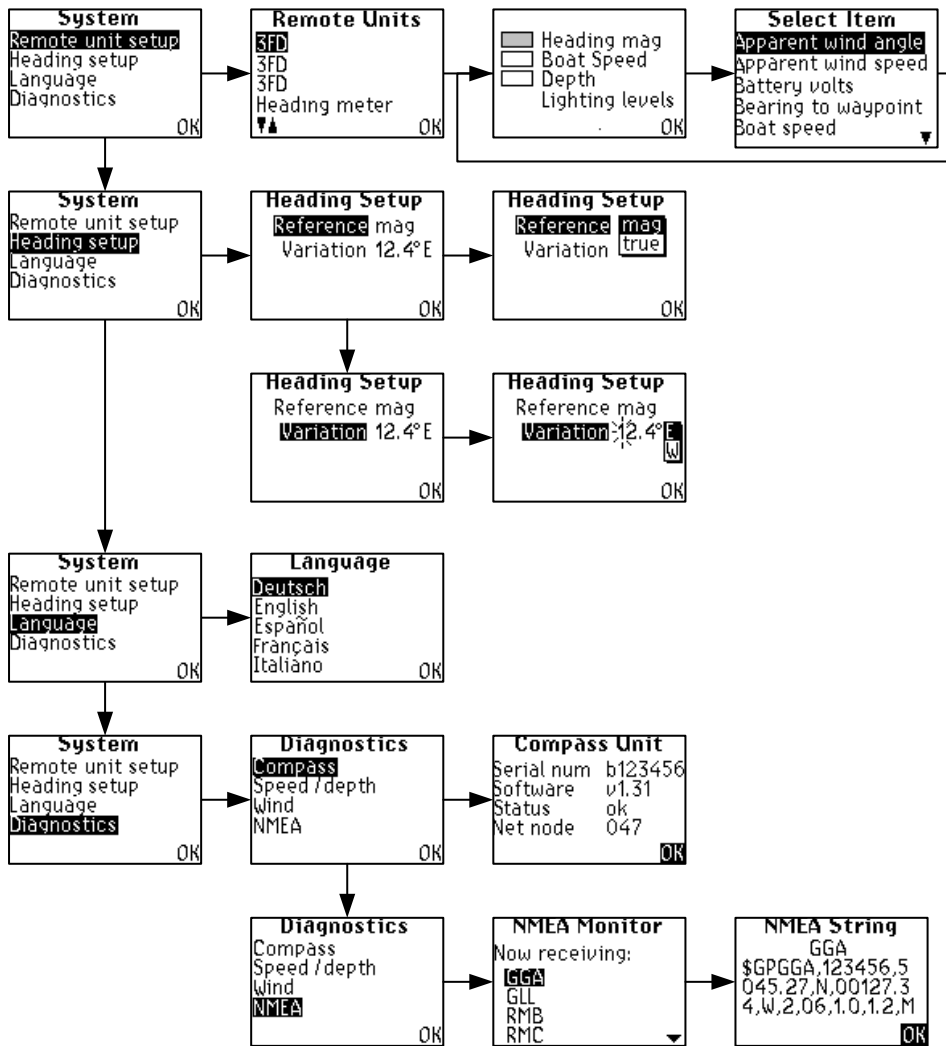 System
Remote unit setup
Heading setup
Language
Diagnostics
OK
Remote Units
3FD
3FD
3FD
Heading meter
OK
Heading mag
Boat Speed
Depth
Lighting levels
OK
Select Item
Apparent wind angle
Apparent wind speed
Battery volts
Bearing to waypoint
Boat speed
System
Remote unit setup
Heading setup
Language
Diagnostics
OK
Heading Setup
Reference mag
Variation 12.4°E
OK
Heading Setup
Reference mag
Variation true
OK
Heading Setup
Reference mag
Variation 12.4°E
OK
Heading Setup
Reference mag
Variation 12.4° E
W
OK
System
Remote unit setup
Heading setup
Language
Diagnostics
OK
Language
Deutsch
English
Español
Français
Italiano
OK
System
Remote unit setup
Heading setup
Language
Diagnostics
OK
Diagnostics
Compass
Speed / depth
Wind
NMEA
OK
Compass Unit
Serial num b123456
Software v1.31
Status ok
Net node 047
OK
Diagnostics
Compass
Speed / depth
Wind
NMEA
OK
NMEA Monitor
Now receiving:
GGA
GLL
RMB
RMC
NMEA String
GGA
$GPGGA,123456,5
045.27,N,00127.3
4,W,2,06,1.0,1.2,M
OK